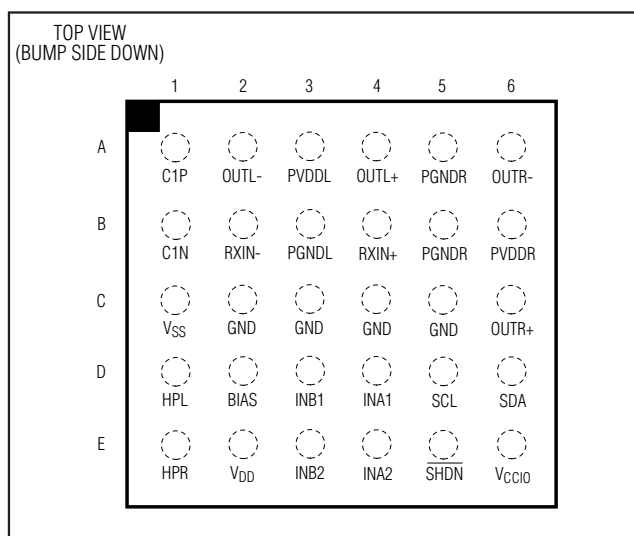 TOP VIEW
(BUMP SIDE DOWN)
1 2 3 4 5 6
A
C1P OUTL- PVDDL OUTL+ PGNDR OUTR-
B
C1N RXIN- PGNDL RXIN+ PGNDR PVDDR
C
VSS GND GND GND GND OUTR+
D
HPL BIAS INB1 INA1 SCL SDA
E
HPR VDD INB2 INA2 SHDN VCCIO